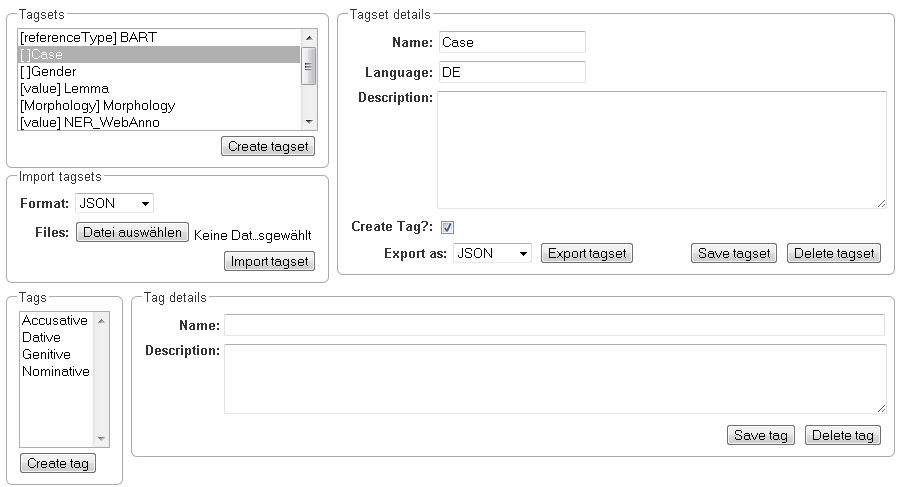 Tagsets
[referenceType] BART
[ ]Case
[ ]Gender
[value] Lemma
[Morphology] Morphology
[value] NER_WebAnno
Create tagset
Import tagsets
Format: JSON
Files: Datei auswählen Keine Dat...sgewählt
Import tagset
Tagset details
Name: Case
Language: DE
Description:
Create Tag?:
Export as: JSON Export tagset Save tagset Delete tagset
Tags
Accusative
Dative
Genitive
Nominative
Create tag
Tag details
Name:
Description:
Save tag Delete tag